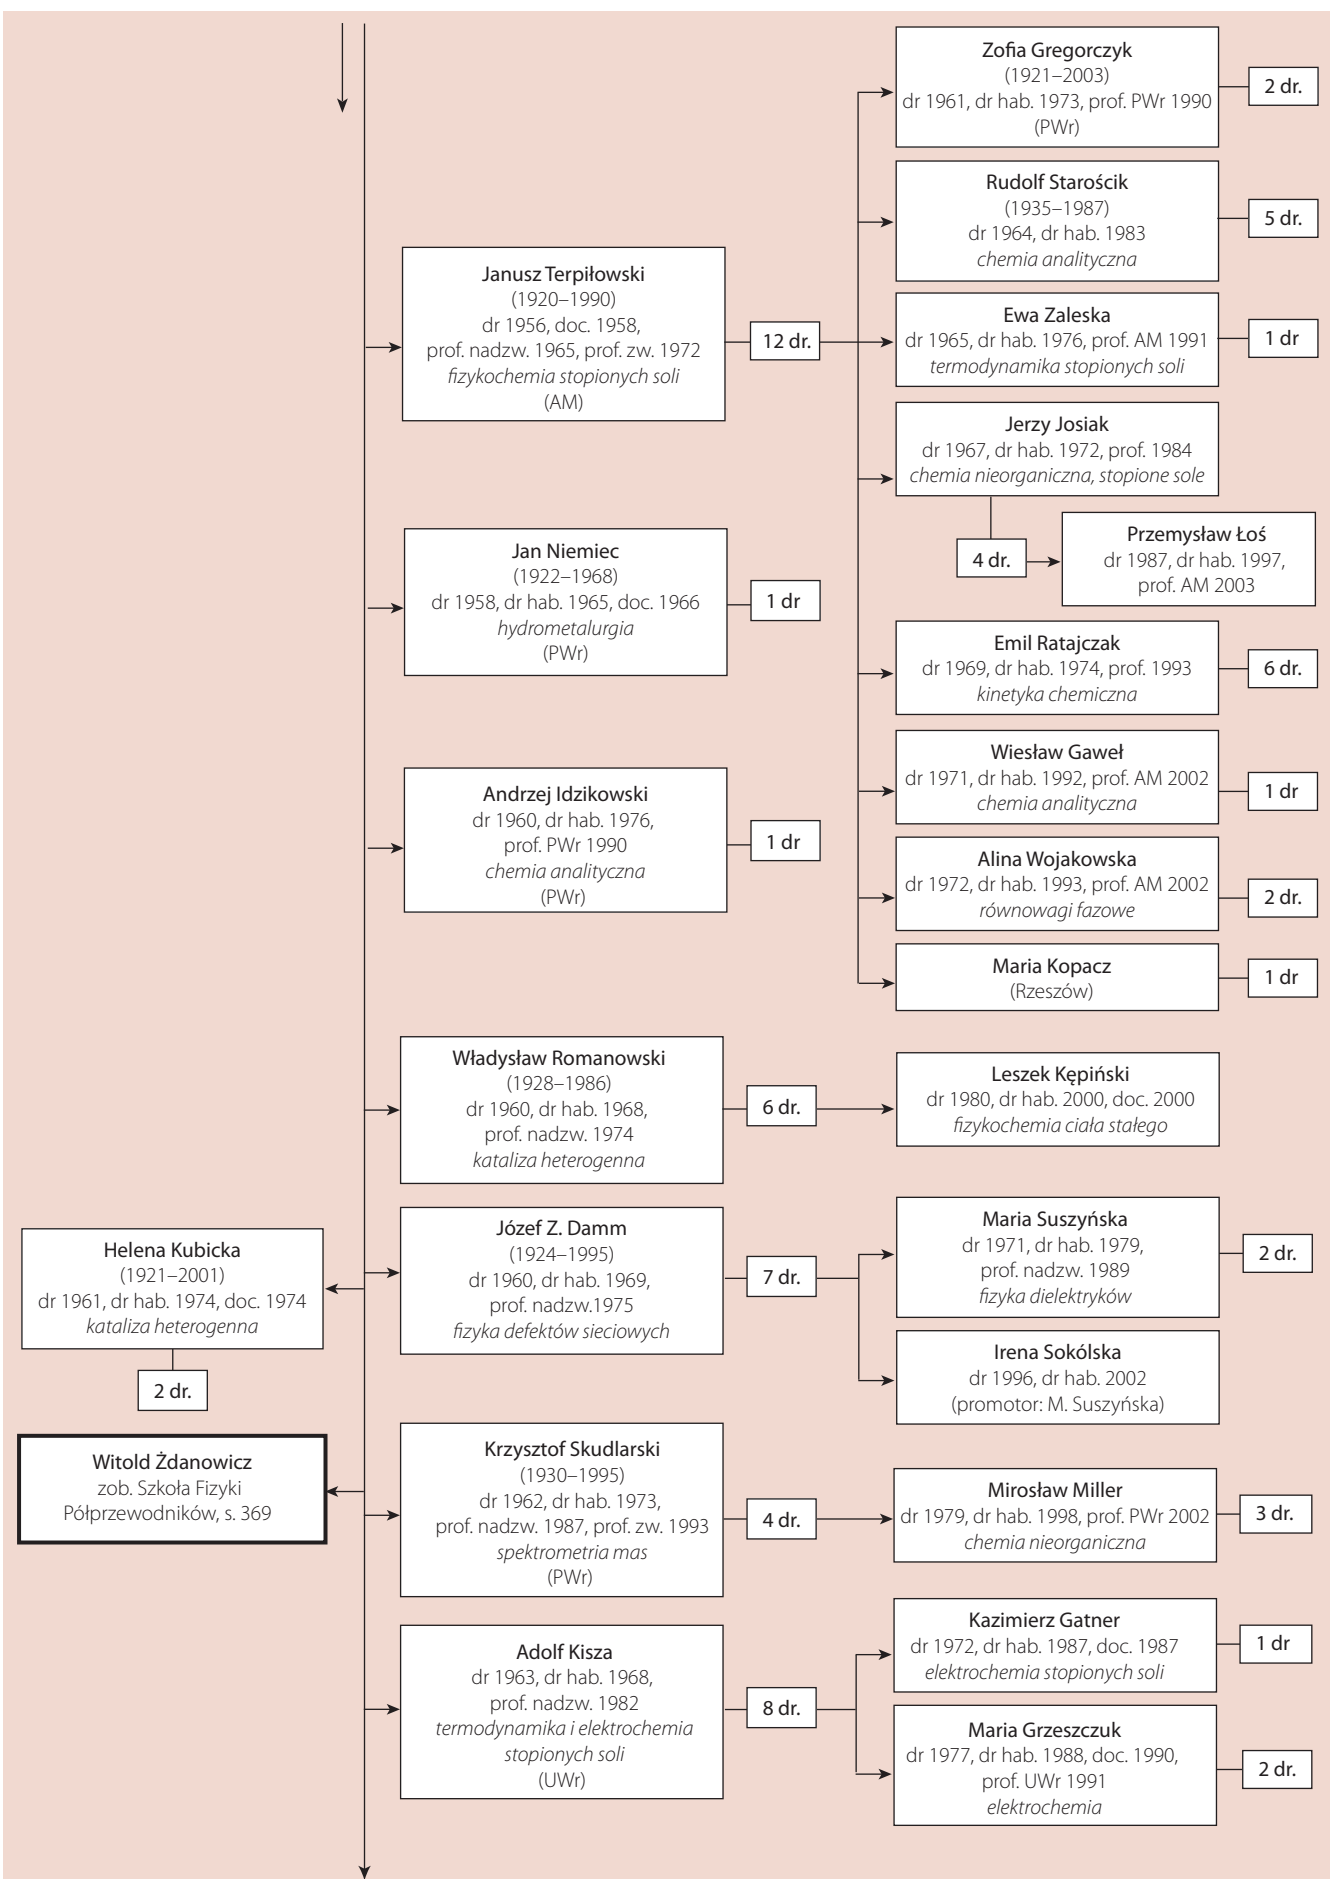 Zofia Gregorczyk
(1921–2003)
dr 1961, dr hab. 1973, prof. PWr 1990
(PWr)
2 dr.
Rudolf Starościk
(1935–1987)
dr 1964, dr hab. 1983
chemia analityczna
5 dr.
Janusz Terpiłowski
(1920–1990)
dr 1956, doc. 1958,
prof. nadzw. 1965, prof. zw. 1972
fizykochemia stopionych soli
(AM)
12 dr.
Ewa Zaleska
dr 1965, dr hab. 1976, prof. AM 1991
termodynamika stopionych soli
1 dr
Jerzy Josiak
dr 1967, dr hab. 1972, prof. 1984
chemia nieorganiczna, stopione sole
4 dr.
Przemysław Łoś
dr 1987, dr hab. 1997,
prof. AM 2003
Jan Niemiec
(1922–1968)
dr 1958, dr hab. 1965, doc. 1966
hydrometalurgia
(PWr)
1 dr
Emil Ratajczak
dr 1969, dr hab. 1974, prof. 1993
kinetyka chemiczna
6 dr.
Wiesław Gaweł
dr 1971, dr hab. 1992, prof. AM 2002
chemia analityczna
1 dr
Andrzej Idzikowski
dr 1960, dr hab. 1976,
prof. PWr 1990
chemia analityczna
(PWr)
1 dr
Alina Wojakowska
dr 1972, dr hab. 1993, prof. AM 2002
równowagi fazowe
2 dr.
Maria Kopacz
(Rzeszów)
1 dr
Władysław Romanowski
(1928–1986)
dr 1960, dr hab. 1968,
prof. nadzw. 1974
kataliza heterogenna
6 dr.
Leszek Kępiński
dr 1980, dr hab. 2000, doc. 2000
fizykochemia ciała stałego
Helena Kubicka
(1921–2001)
dr 1961, dr hab. 1974, doc. 1974
kataliza heterogenna
2 dr.
Józef Z. Damm
(1924–1995)
dr 1960, dr hab. 1969,
prof. nadzw.1975
fizyka defektów sieciowych
7 dr.
Maria Suszyńska
dr 1971, dr hab. 1979,
prof. nadzw. 1989
fizyka dielektryków
2 dr.
Irena Sokólska
dr 1996, dr hab. 2002
(promotor: M. Suszyńska)
Witold Żdanowicz
zob. Szkoła Fizyki
Półprzewodników, s. 369
Krzysztof Skudlarski
(1930–1995)
dr 1962, dr hab. 1973,
prof. nadzw. 1987, prof. zw. 1993
spektrometria mas
(PWr)
4 dr.
Mirosław Miller
dr 1979, dr hab. 1998, prof. PWr 2002
chemia nieorganiczna
3 dr.
Adolf Kisza
dr 1963, dr hab. 1968,
prof. nadzw. 1982
termodynamika i elektrochemia
stopionych soli
(UWr)
8 dr.
Kazimierz Gatner
dr 1972, dr hab. 1987, doc. 1987
elektrochemia stopionych soli
1 dr
Maria Grzeszczuk
dr 1977, dr hab. 1988, doc. 1990,
prof. UWr 1991
elektrochemia
2 dr.